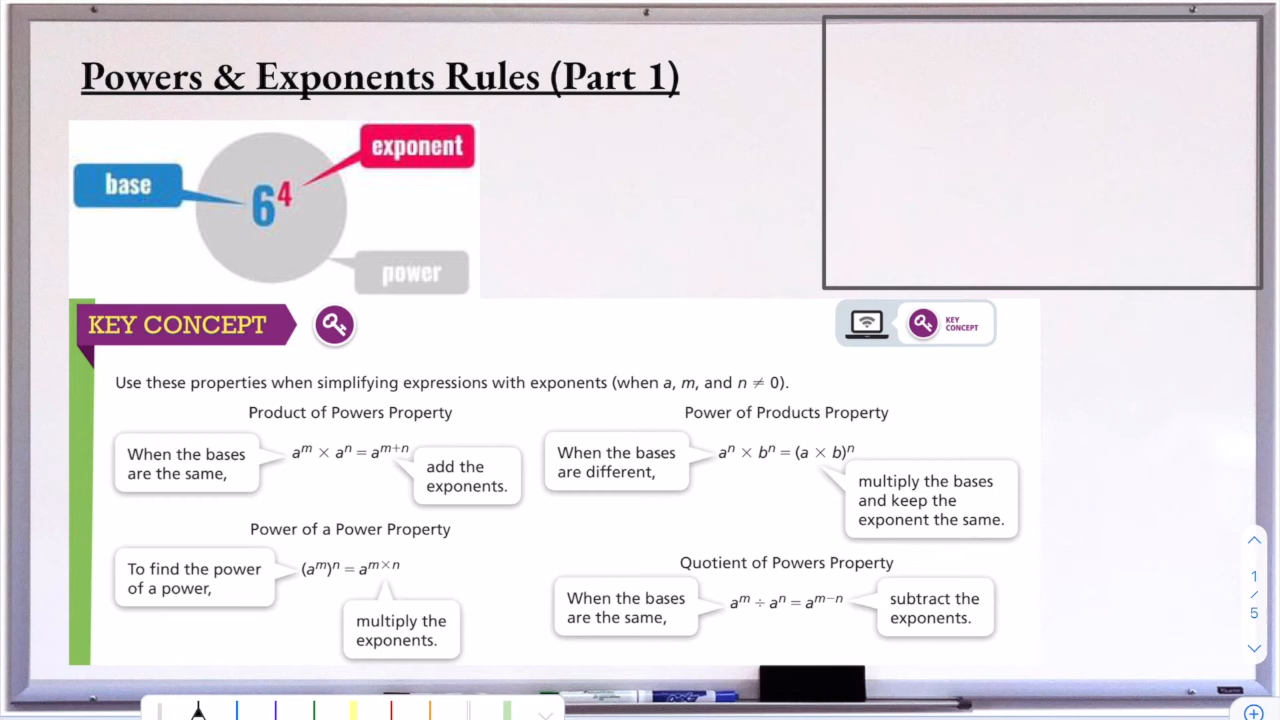 Powers & Exponents Rules (Part 1)
exponent
base
6⁴
power
KEY CONCEPT
KEY
CONCEPT
Use these properties when simplifying expressions with exponents (when a, m, and n ≠ 0).
Product of Powers Property
When the bases
are the same,
aᵐ × aⁿ = aᵐ⁺ⁿ
add the
exponents.
Power of Products Property
When the bases
are different,
aⁿ × bⁿ = (a × b)ⁿ
multiply the bases
and keep the
exponent the same.
Power of a Power Property
To find the power
of a power,
(aᵐ)ⁿ = aᵐ ˣ ⁿ
multiply the
exponents.
Quotient of Powers Property
When the bases
are the same,
aᵐ ÷ aⁿ = aᵐ⁻ⁿ
subtract the
exponents.
1
/
5